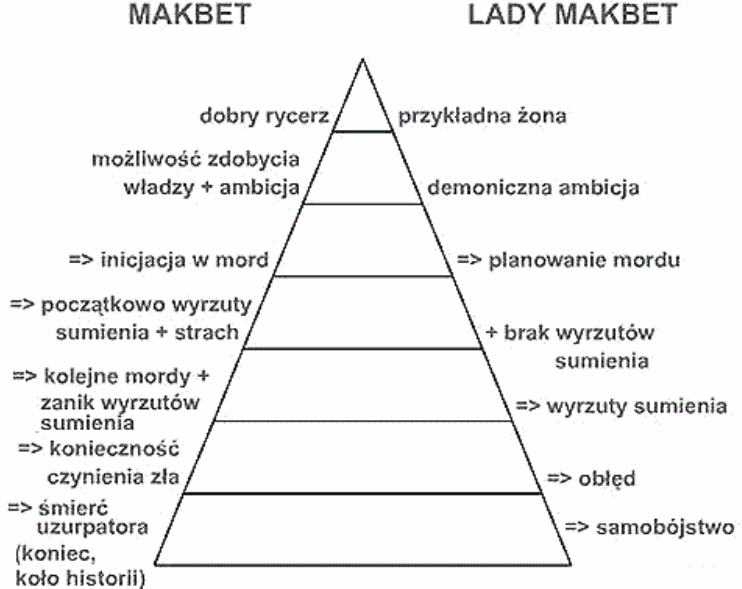 MAKBET
LADY MAKBET
dobry rycerz
przykładna żona
możliwość zdobycia
władzy + ambicja
demoniczna ambicja
=> inicjacja w mord
=> planowanie mordu
=> początkowo wyrzuty
sumienia + strach
+ brak wyrzutów
sumienia
=> kolejne mordy +
zanik wyrzutów
sumienia
=> wyrzuty sumienia
=> konieczność
czynienia zła
=> obłęd
=> śmierć
uzurpatora
(koniec,
koło historii)
=> samobójstwo